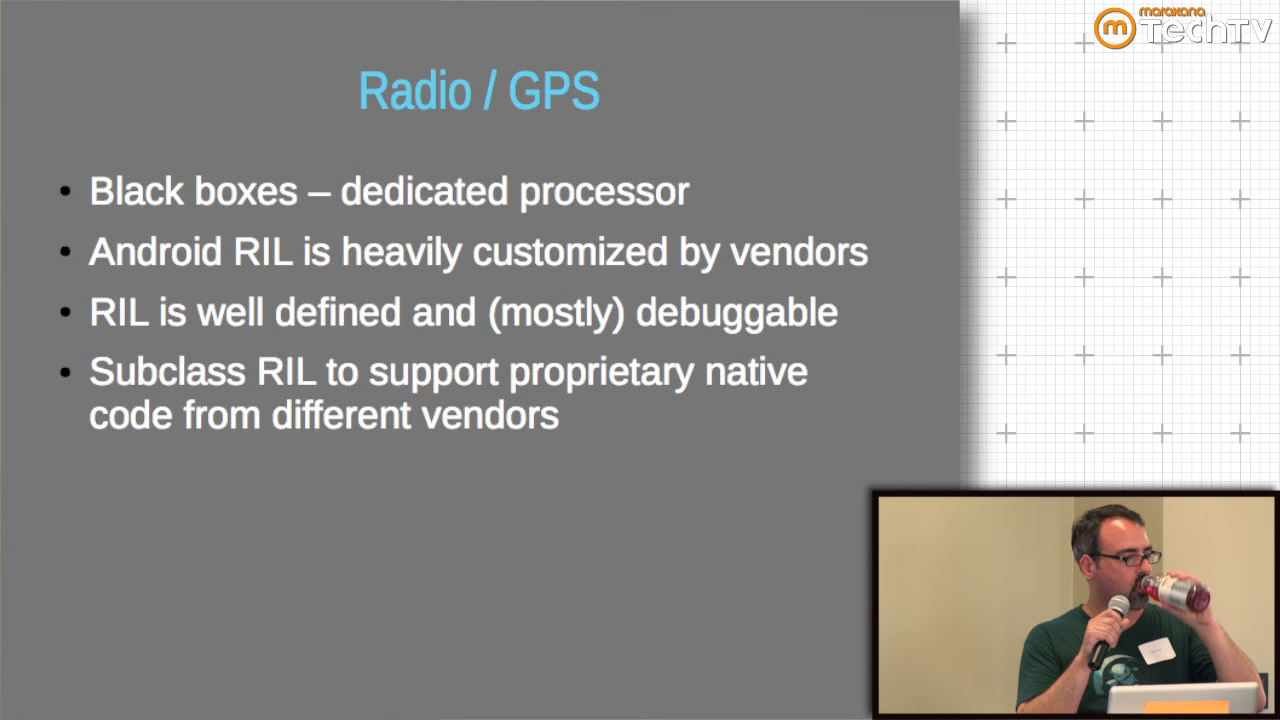 marakana
TechTV
Radio / GPS
• Black boxes – dedicated processor
• Android RIL is heavily customized by vendors
• RIL is well defined and (mostly) debuggable
• Subclass RIL to support proprietary native
code from different vendors